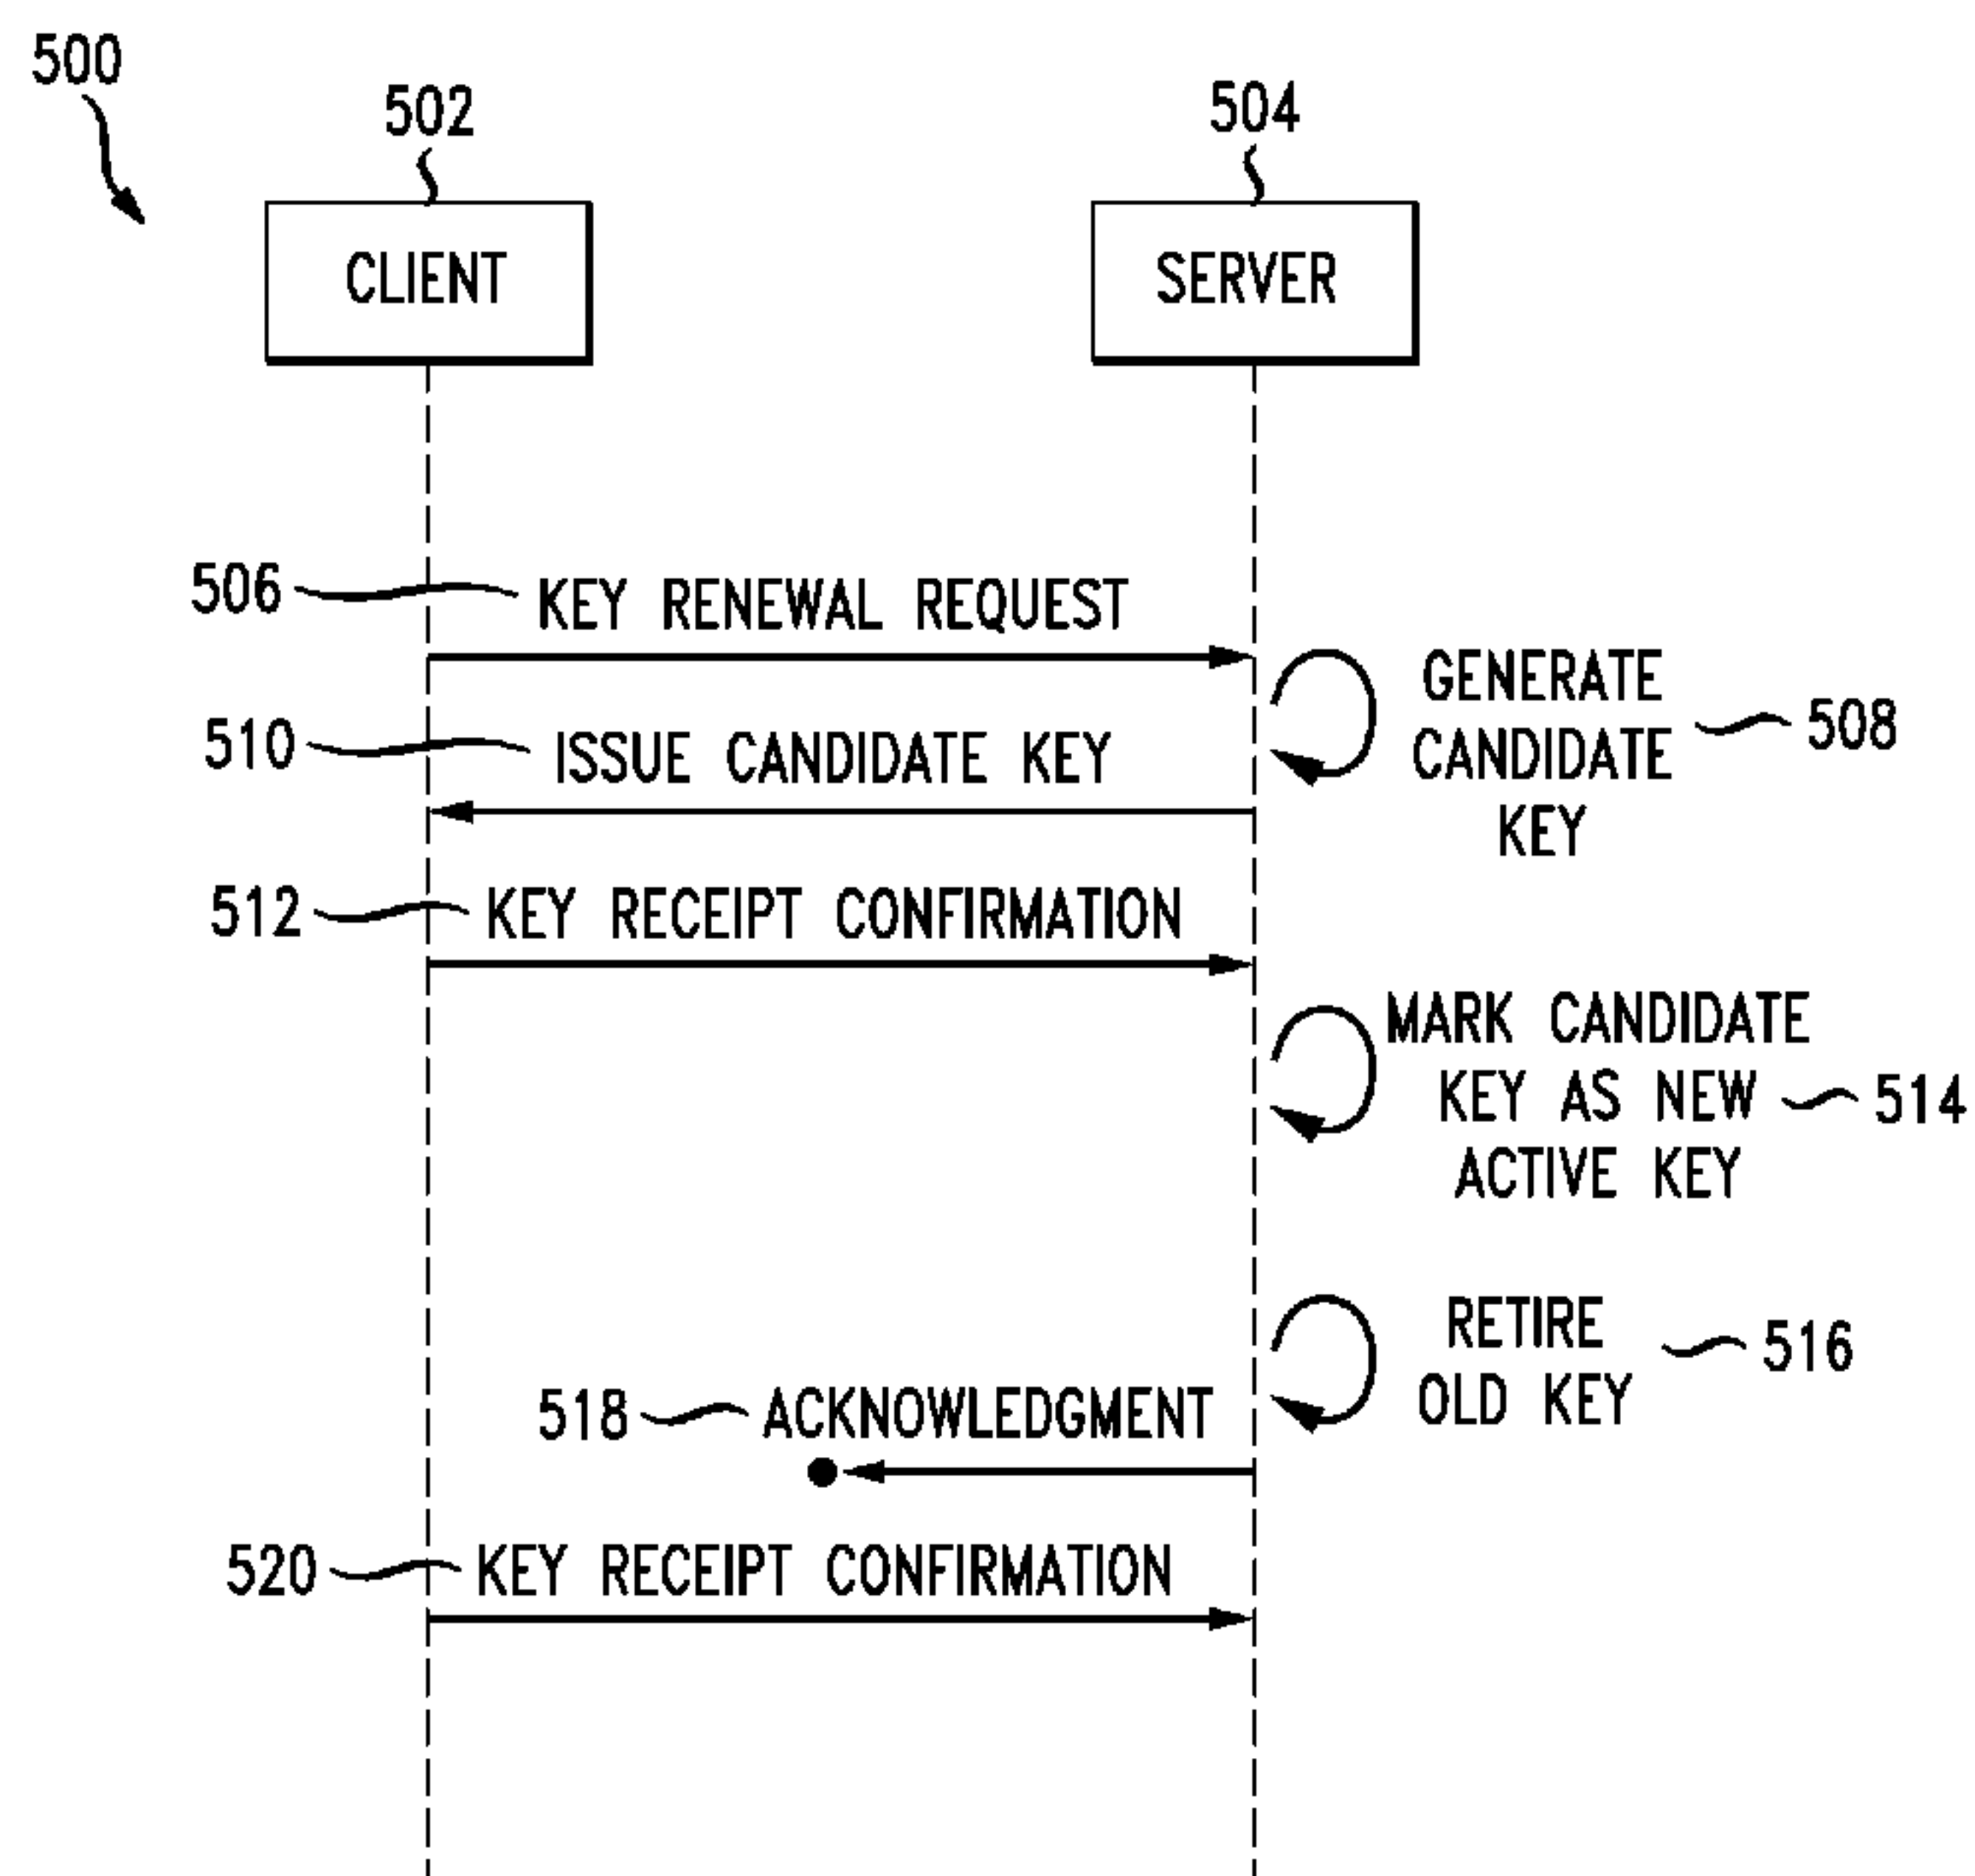 500
502
504
CLIENT
SERVER
506
KEY RENEWAL REQUEST
GENERATE
CANDIDATE
KEY
508
510
ISSUE CANDIDATE KEY
512
KEY RECEIPT CONFIRMATION
MARK CANDIDATE
KEY AS NEW
ACTIVE KEY
514
RETIRE
OLD KEY
516
518
ACKNOWLEDGMENT
520
KEY RECEIPT CONFIRMATION